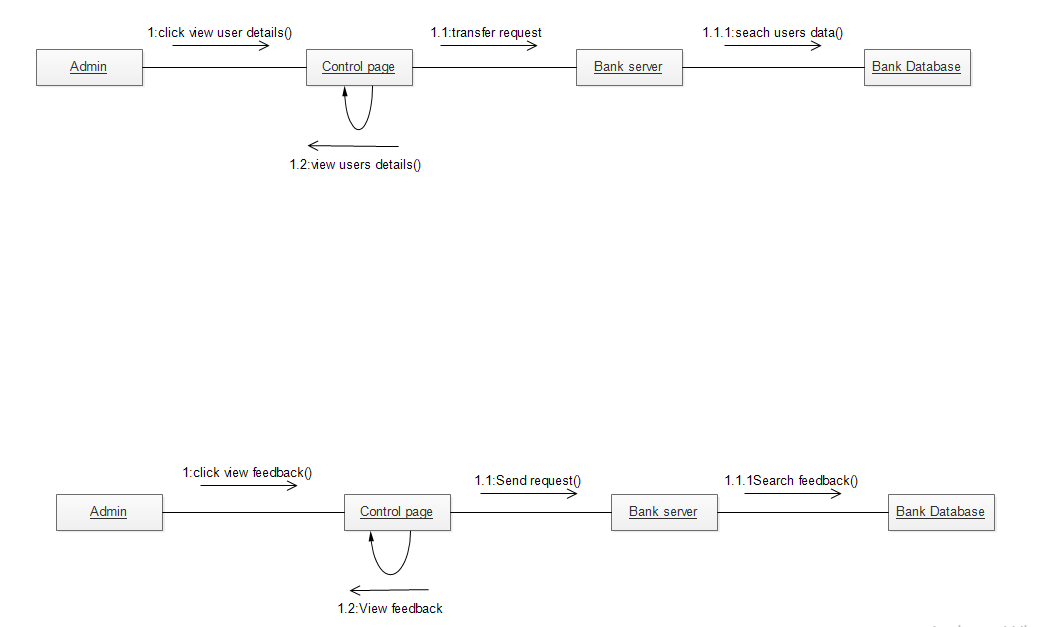 1:click view user details()
1.1:transfer request
1.1.1:seach users data()
Admin
Control page
Bank server
Bank Database
1.2:view users details()
1:click view feedback()
1.1:Send request()
1.1.1Search feedback()
Admin
Control page
Bank server
Bank Database
1.2:View feedback